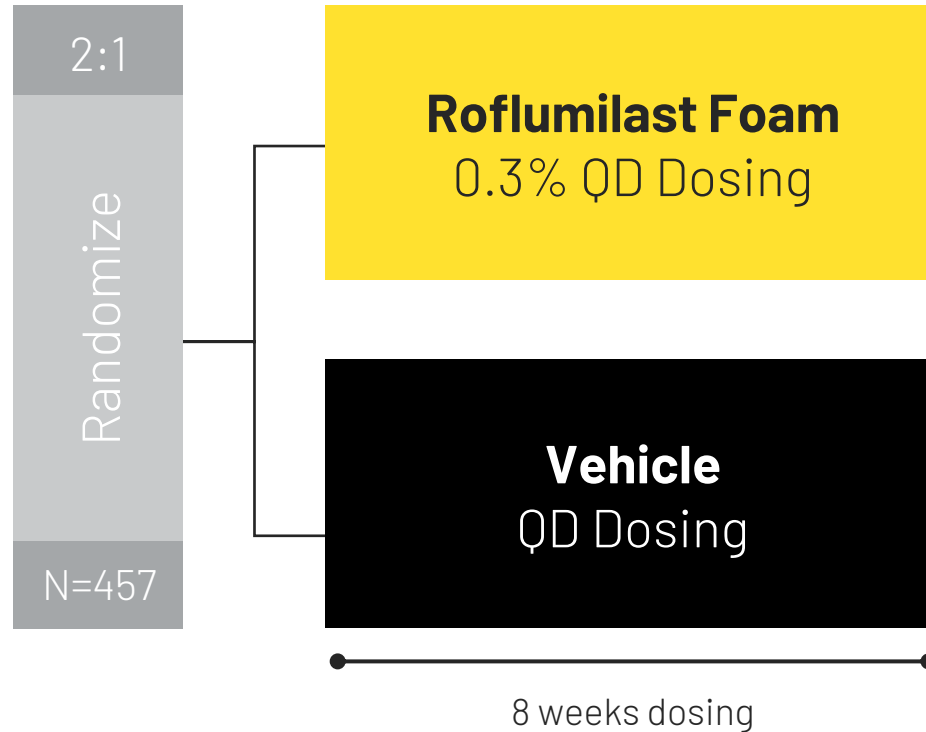 2:1
Randomize
N=457
Roflumilast Foam
0.3% QD Dosing
Vehicle
QD Dosing
8 weeks dosing